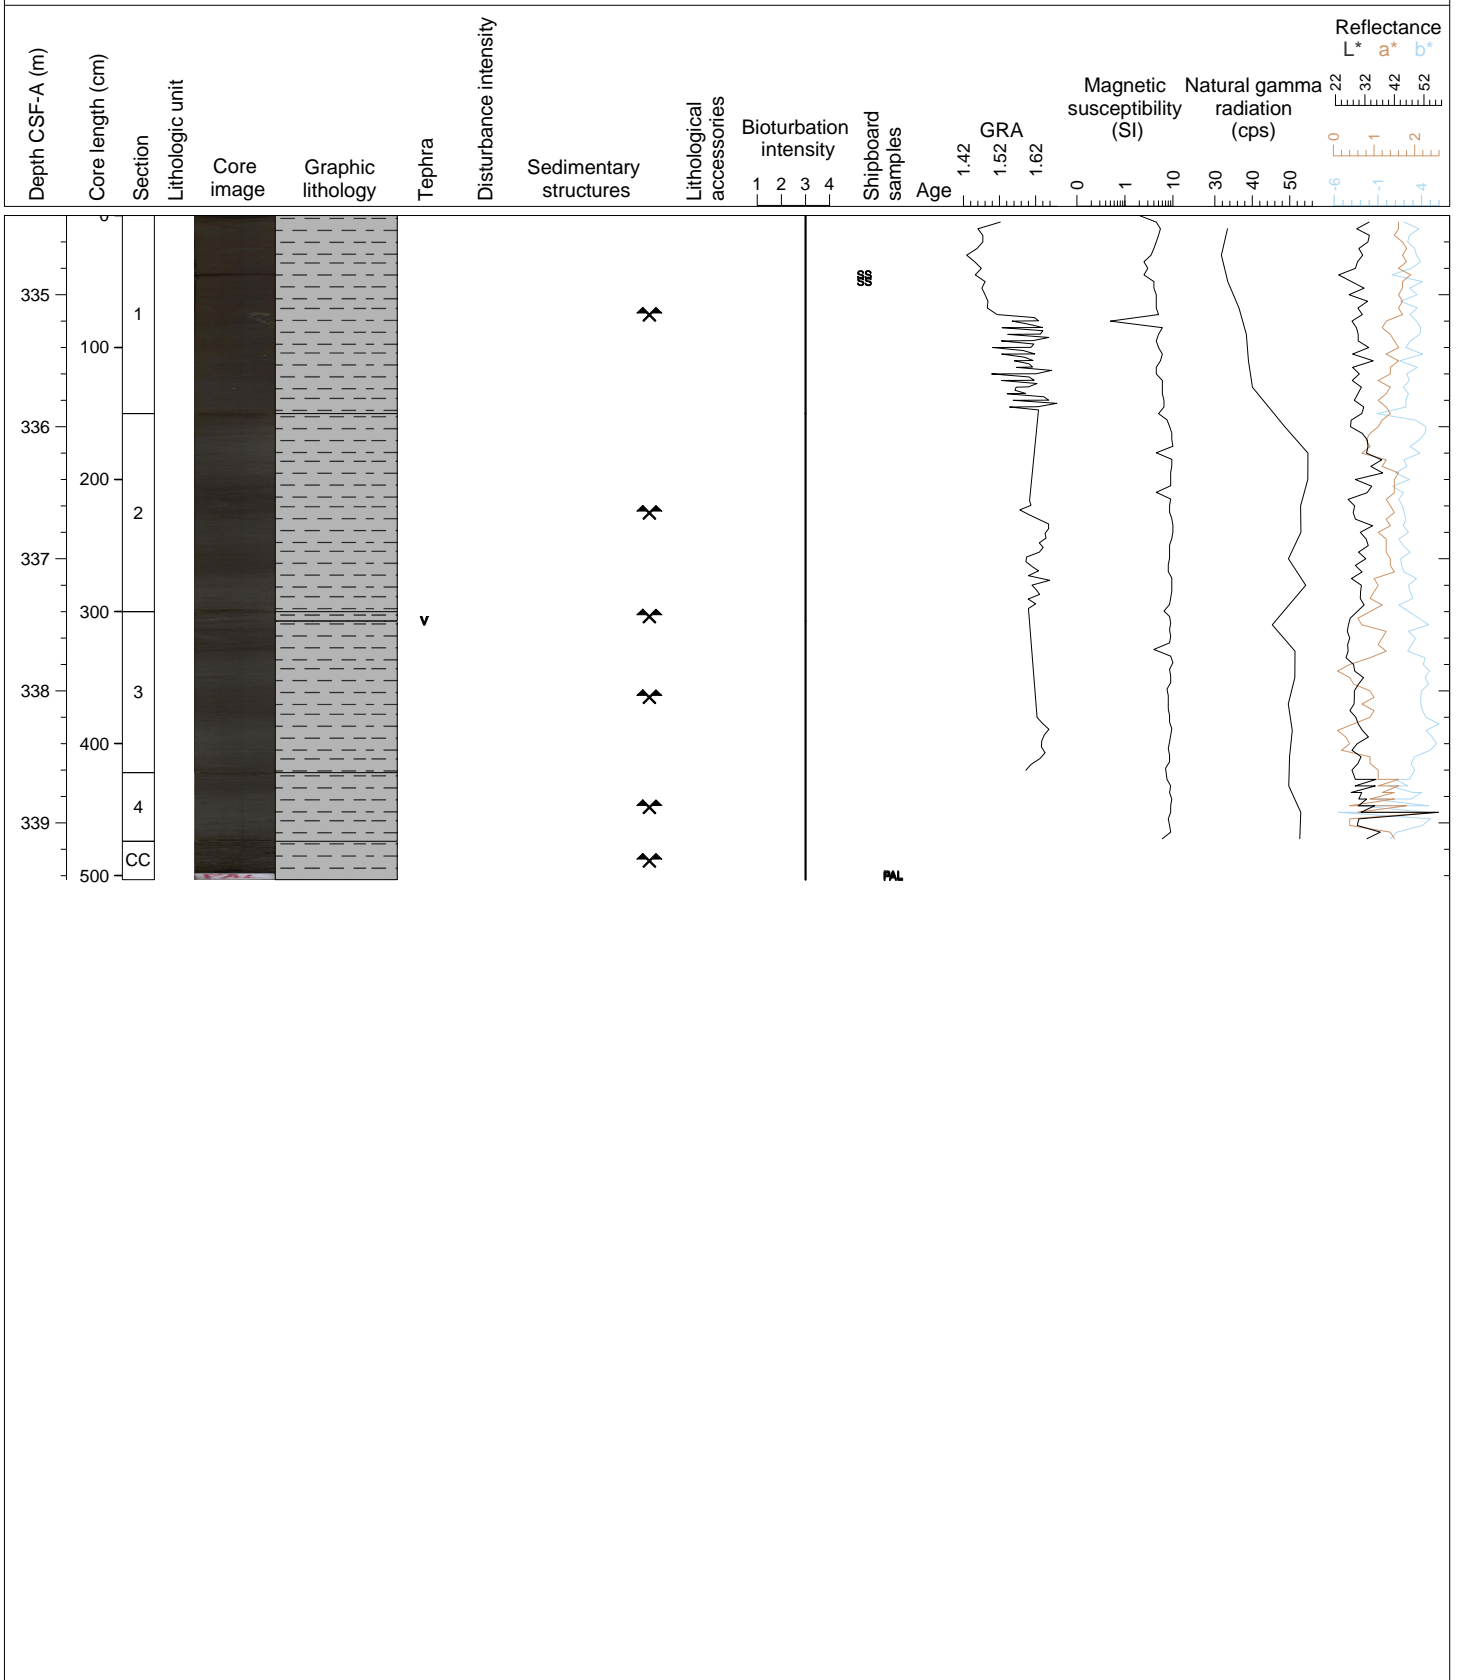 Depth CSF-A (m)
Core length (cm)
Section
Lithologic unit
Core
image
Graphic
lithology
Tephra
Disturbance intensity
Sedimentary
structures
Lithological
accessories
Bioturbation
intensity
1 2 3 4
Shipboard
samples
Age
GRA
1.42 1.52 1.62
Magnetic
susceptibility
(SI)
0 1 10
Natural gamma
radiation
(cps)
30 40 50
Reflectance
L* a* b*
22 32 42 52
0 1 2
-6 -1 4
0
SS
SS
335
1
100
336
200
2
337
300
V
338
3
400
4
339
CC
500
PAL